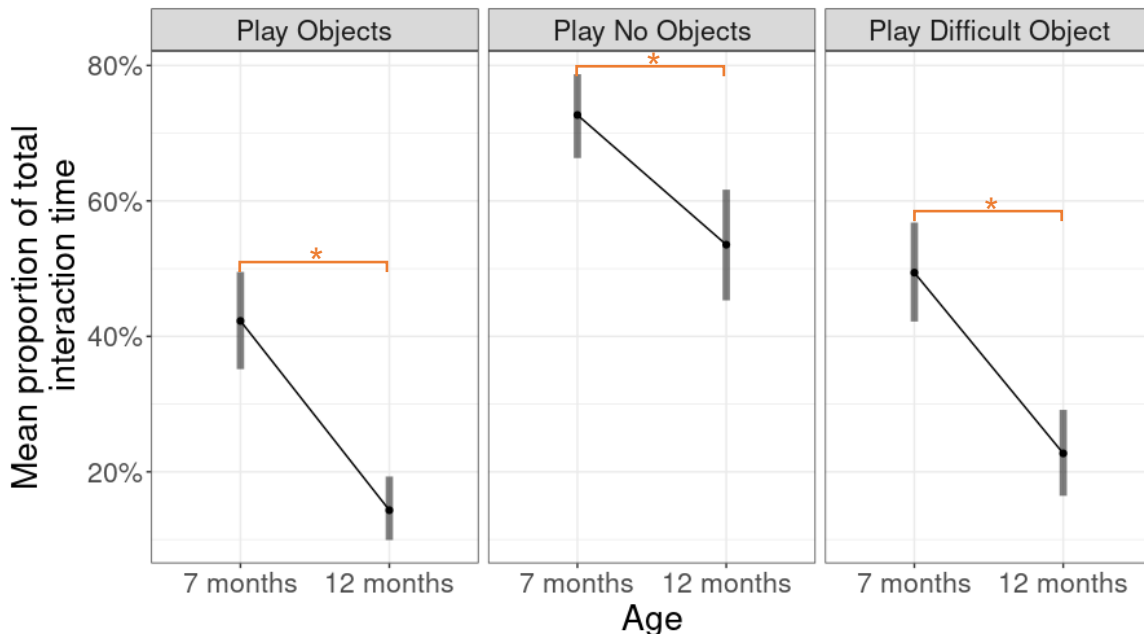 Play Objects
Play No Objects
Play Difficult Object
Mean proportion of total
interaction time
80%
60%
40%
20%
*
*
*
7 months 12 months
7 months 12 months
7 months 12 months
Age